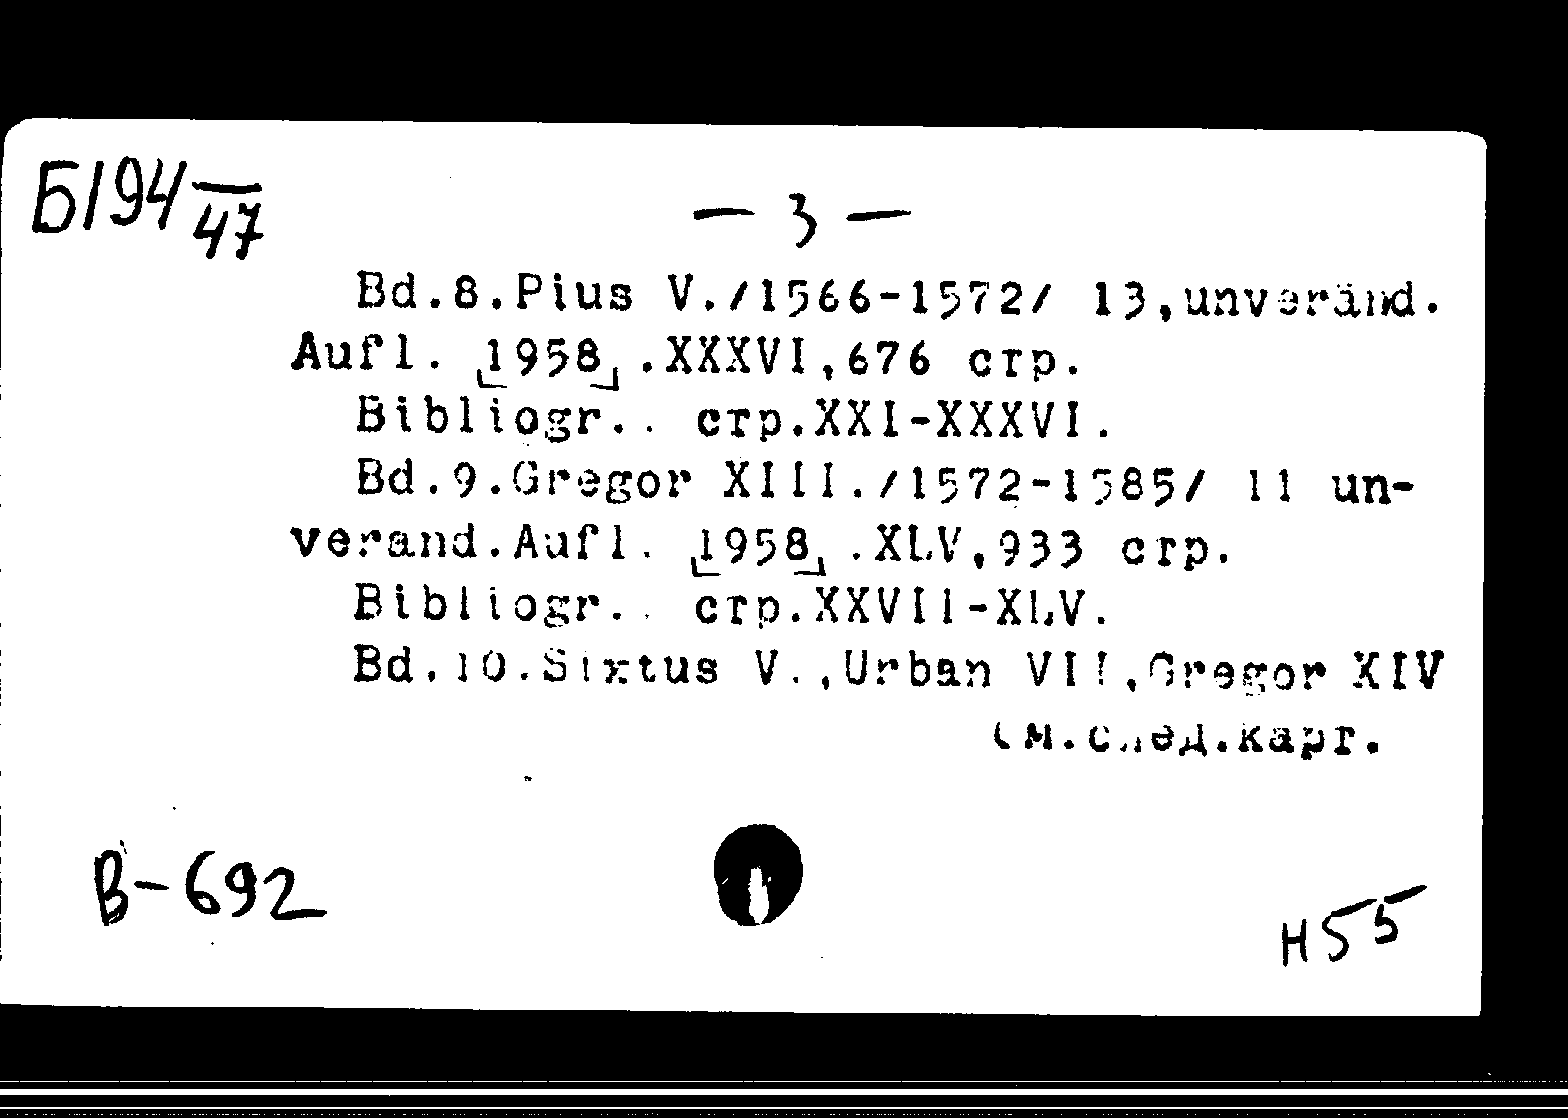 Б194/47
— 3 —
Bd.8.Pius V./1566-1572/ 13,unveränd.
Aufl. [1958] .XXXVI,676 стр.
Bibliogr.. стр.XXI-XXXVI.
Bd.9.Gregor XIII./1572-1585/ 11 un-
verand.Aufl. [1958] .XLV,933 стр.
Bibliogr.. стр.XXVII-XLV.
Bd.10.Sixtus V.,Urban VII,Gregor XIV
См.след.карт.
В-692
Н55